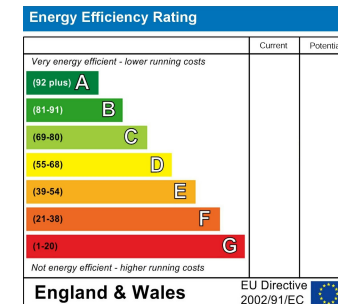 Energy Efficiency Rating
Current Potentia
Very energy efficient - lower running costs
(92 plus) A
(81-91) B
(69-80) C
(55-68) D
(39-54) E
(21-38) F
(1-20) G
Not energy efficient - higher running costs
England & Wales
EU Directive
2002/91/EC